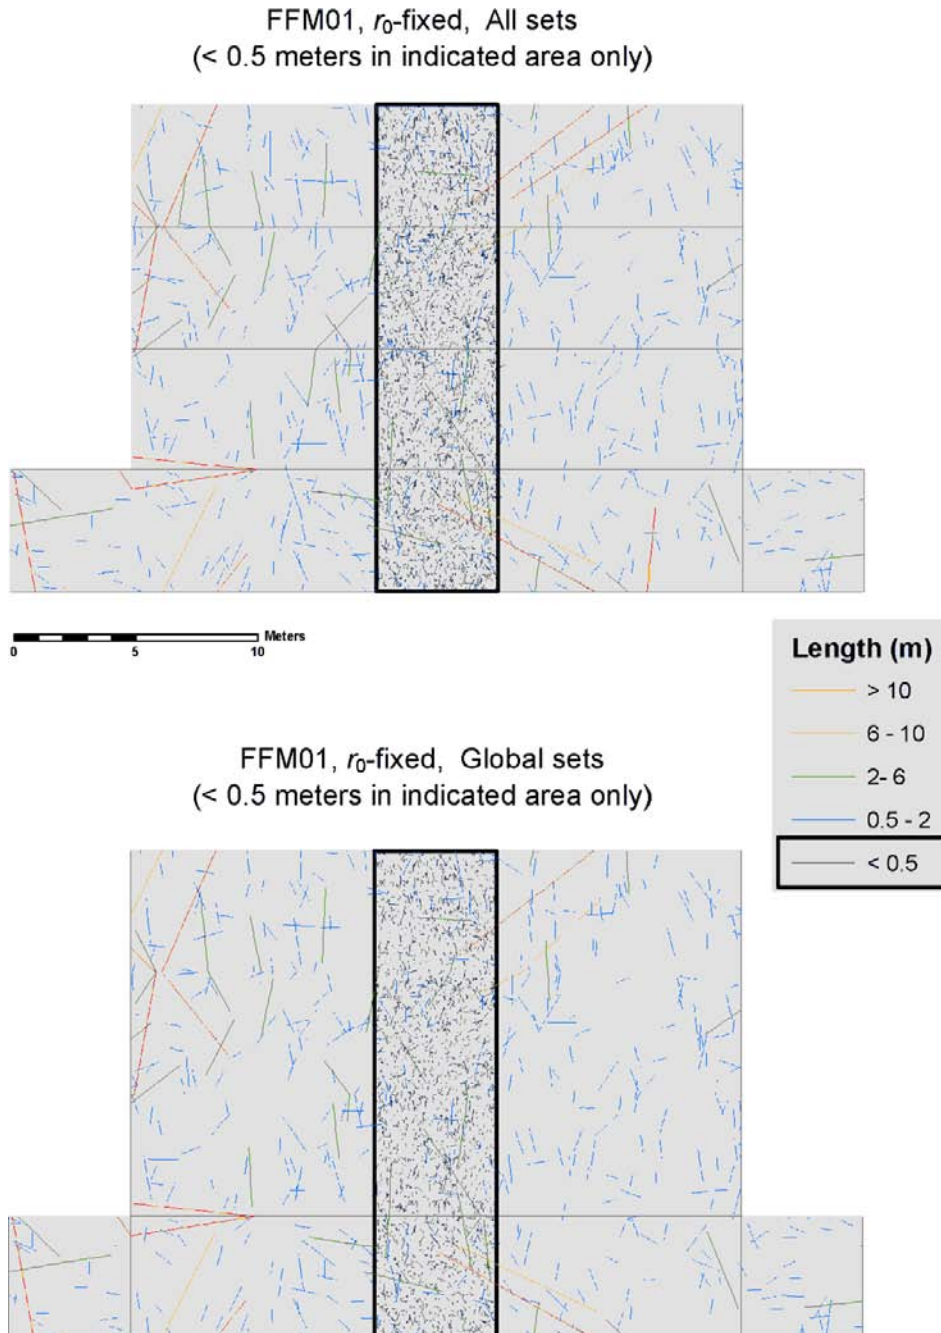 FFM01, r₀-fixed, All sets
(< 0.5 meters in indicated area only)
Meters
0 5 10
Length (m)
> 10
6 - 10
2- 6
0.5 - 2
< 0.5
FFM01, r₀-fixed, Global sets
(< 0.5 meters in indicated area only)